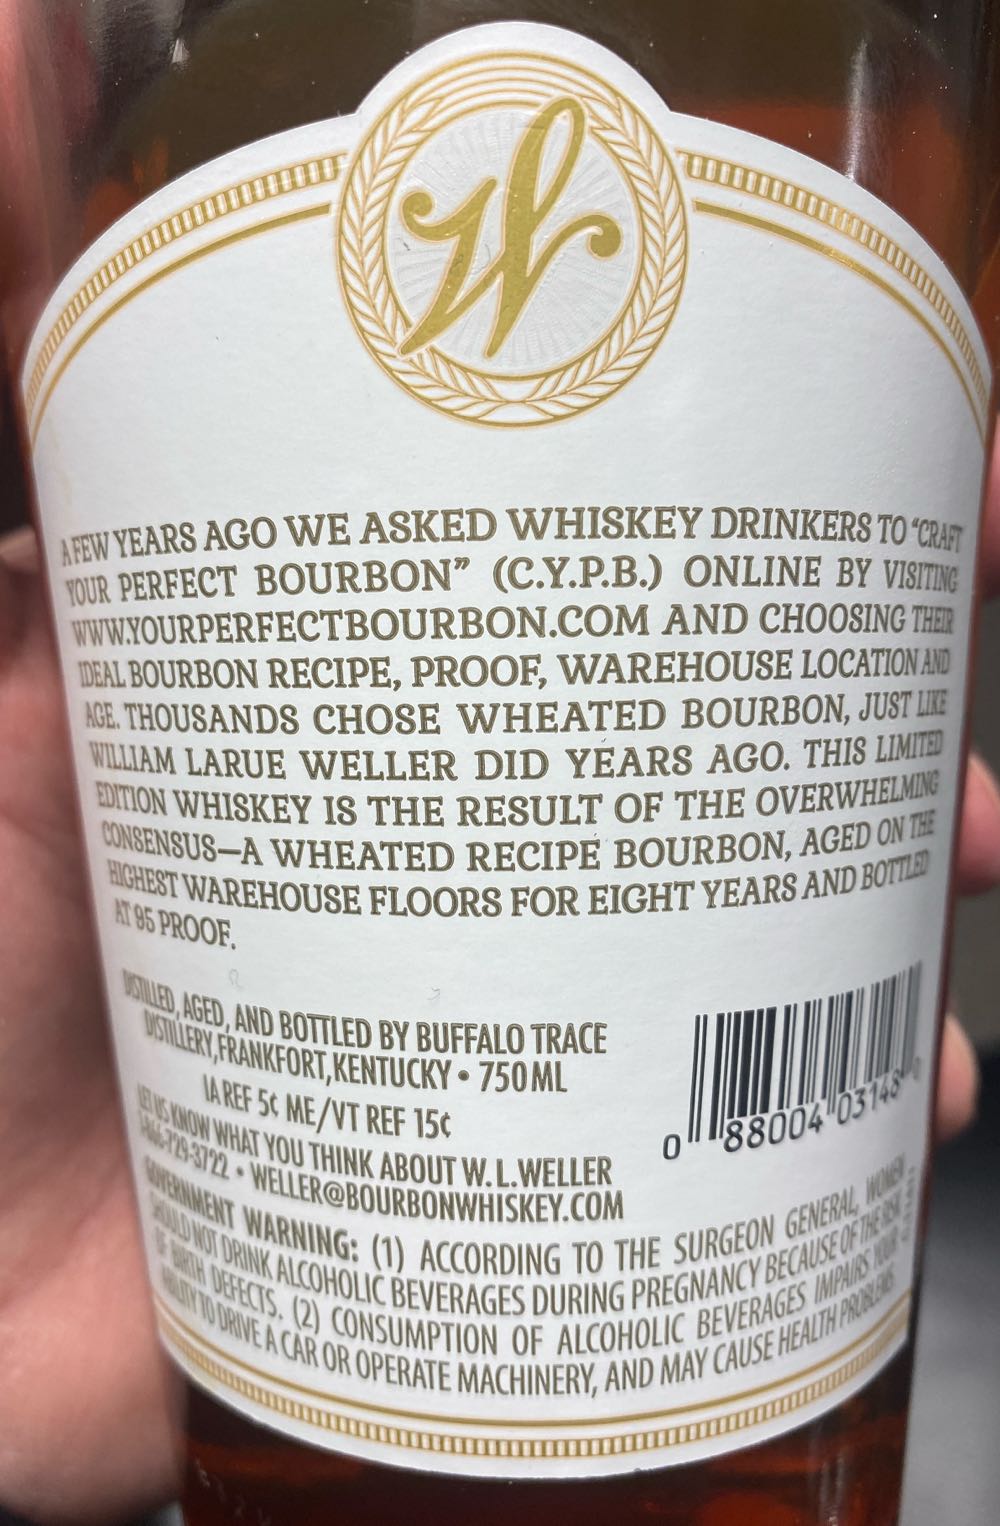 W
A FEW YEARS AGO WE ASKED WHISKEY DRINKERS TO “CRAFT
YOUR PERFECT BOURBON” (C.Y.P.B.) ONLINE BY VISITING
WWW.YOURPERFECTBOURBON.COM AND CHOOSING THEIR
IDEAL BOURBON RECIPE, PROOF, WAREHOUSE LOCATION AND
AGE. THOUSANDS CHOSE WHEATED BOURBON, JUST LIKE
WILLIAM LARUE WELLER DID YEARS AGO. THIS LIMITED
EDITION WHISKEY IS THE RESULT OF THE OVERWHELMING
CONSENSUS—A WHEATED RECIPE BOURBON, AGED ON THE
HIGHEST WAREHOUSE FLOORS FOR EIGHT YEARS AND BOTTLED
AT 95 PROOF.
DISTILLED, AGED, AND BOTTLED BY BUFFALO TRACE
DISTILLERY, FRANKFORT, KENTUCKY • 750ML
IA REF 5¢ ME/VT REF 15¢
LET US KNOW WHAT YOU THINK ABOUT W.L.WELLER
1-866-729-3722 • WELLER@BOURBONWHISKEY.COM
0 88004 03148 0
GOVERNMENT WARNING: (1) ACCORDING TO THE SURGEON GENERAL, WOMEN
SHOULD NOT DRINK ALCOHOLIC BEVERAGES DURING PREGNANCY BECAUSE OF THE RISK
OF BIRTH DEFECTS. (2) CONSUMPTION OF ALCOHOLIC BEVERAGES IMPAIRS YOUR
ABILITY TO DRIVE A CAR OR OPERATE MACHINERY, AND MAY CAUSE HEALTH PROBLEMS.